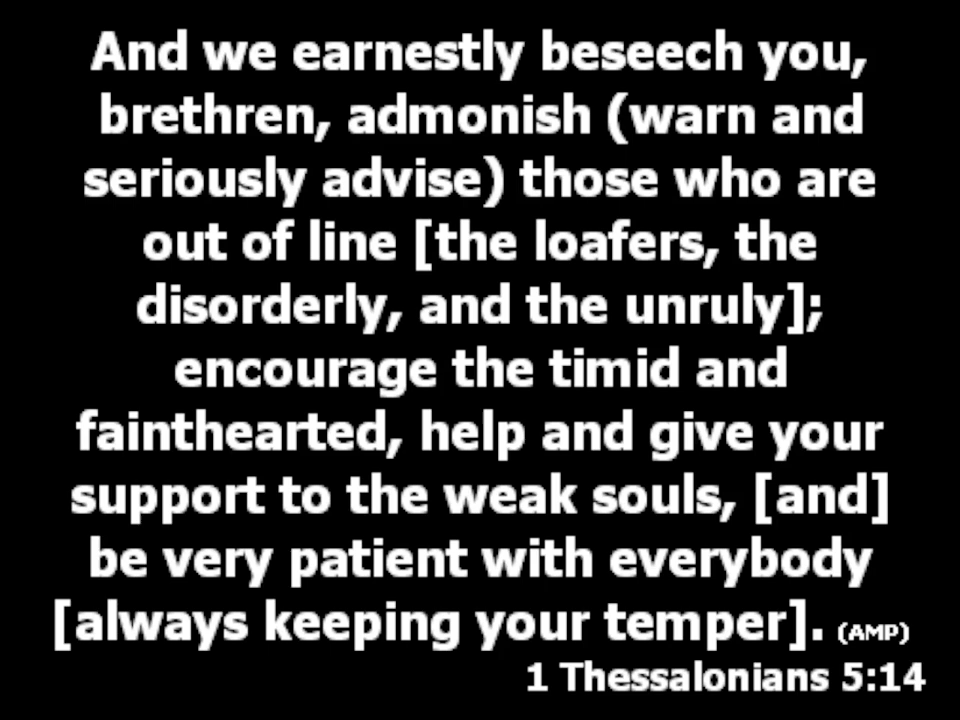 And we earnestly beseech you,
brethren, admonish (warn and
seriously advise) those who are
out of line [the loafers, the
disorderly, and the unruly];
encourage the timid and
fainthearted, help and give your
support to the weak souls, [and]
be very patient with everybody
[always keeping your temper]. (AMP)
1 Thessalonians 5:14